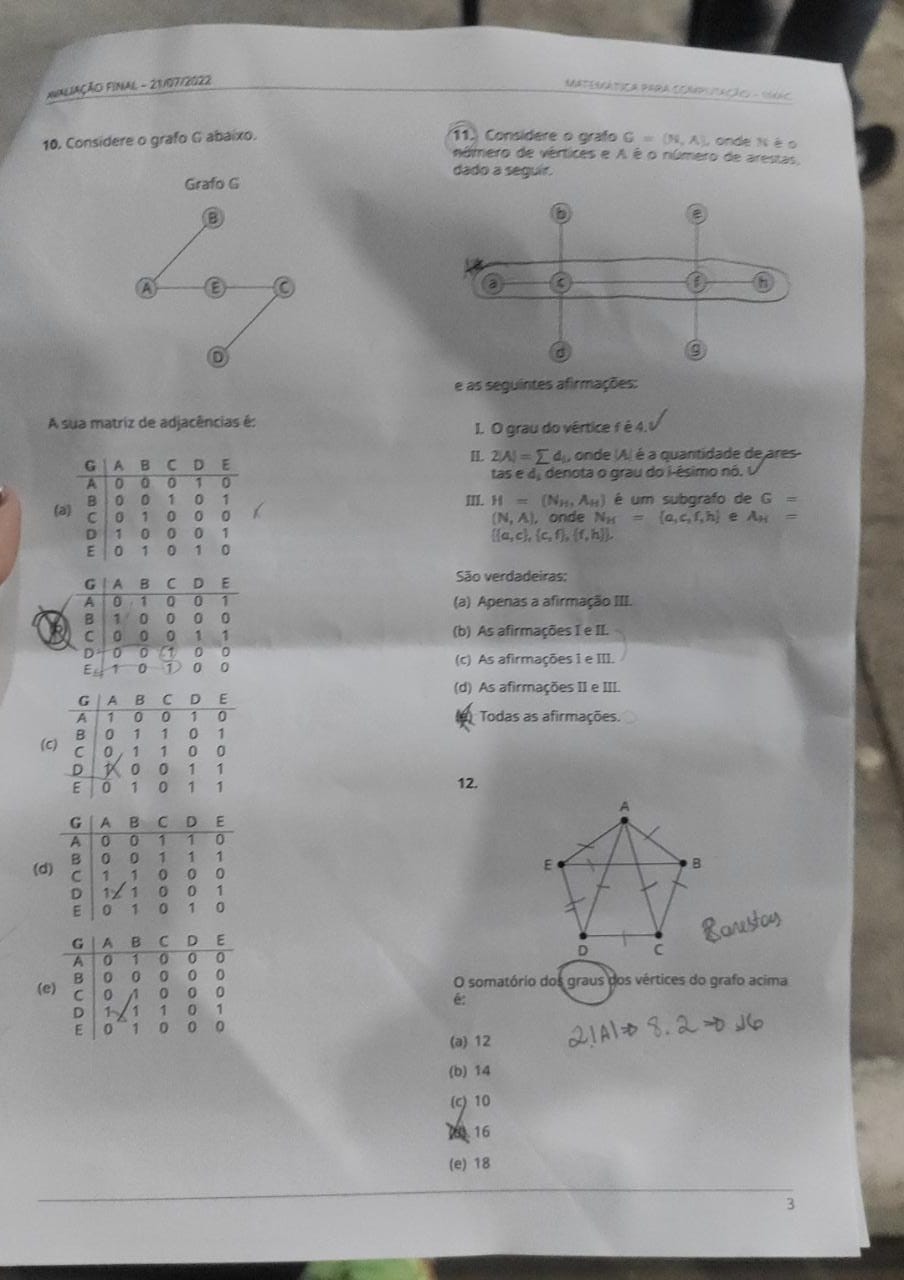 AVALIAÇÃO FINAL – 21/07/2022
MATEMÁTICA PARA COMPUTAÇÃO –
10. Considere o grafo G abaixo.
Grafo G
B
A E C
D
A sua matriz de adjacências é:
G A B C D E
A 0 0 0 1 0
B 0 0 1 0 1
(a) C 0 1 0 0 0
D 1 0 0 0 1
E 0 1 0 1 0
G A B C D E
A 0 1 0 0 1
B 1 0 0 0 0
C 0 0 0 1 1
D 0 0 1 0 0
E 1 0 1 0 0
G A B C D E
A 1 0 0 1 0
B 0 1 1 0 1
(c) C 0 1 1 0 0
D 1 0 0 1 1
E 0 1 0 1 1
G A B C D E
A 0 0 1 1 0
B 0 0 1 1 1
(d) C 1 1 0 0 0
D 1 1 0 0 1
E 0 1 0 1 0
G A B C D E
A 0 1 0 0 0
B 0 0 0 0 0
(e) C 0 1 0 0 0
D 1 1 1 0 1
E 0 1 0 0 0
11. Considere o grafo G = (N, A), onde N é o
número de vértices e A é o número de arestas,
dado a seguir.
b e
a c f h
d g
e as seguintes afirmações:
I. O grau do vértice f é 4.
II. 2|A| = ∑ dᵢ, onde |A| é a quantidade de ares-
tas e dᵢ denota o grau do i-ésimo nó.
III. H = (N_H, A_H) é um subgrafo de G =
(N, A), onde N_H = {a, c, f, h} e A_H =
{{a, c}, {c, f}, {f, h}}.
São verdadeiras:
(a) Apenas a afirmação III.
(b) As afirmações I e II.
(c) As afirmações I e III.
(d) As afirmações II e III.
(e) Todas as afirmações.
12.
A
E B
D C
8 arestas
O somatório dos graus dos vértices do grafo acima
é:
2|A| ⇒ 8.2 ⇒ 16
(a) 12
(b) 14
(c) 10
16
(e) 18
3